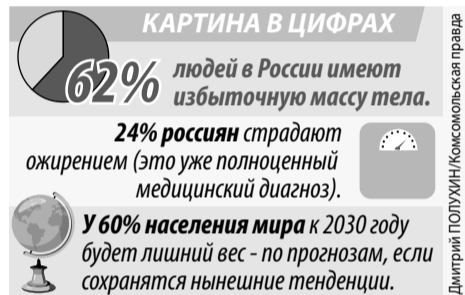 КАРТИНА В ЦИФРАХ
62% людей в России имеют
избыточную массу тела.
24% россиян страдают
ожирением (это уже полноценный
медицинский диагноз).
У 60% населения мира к 2030 году
будет лишний вес - по прогнозам, если
сохранятся нынешние тенденции.
Дмитрий ПОЛУХИН/Комсомольская правда